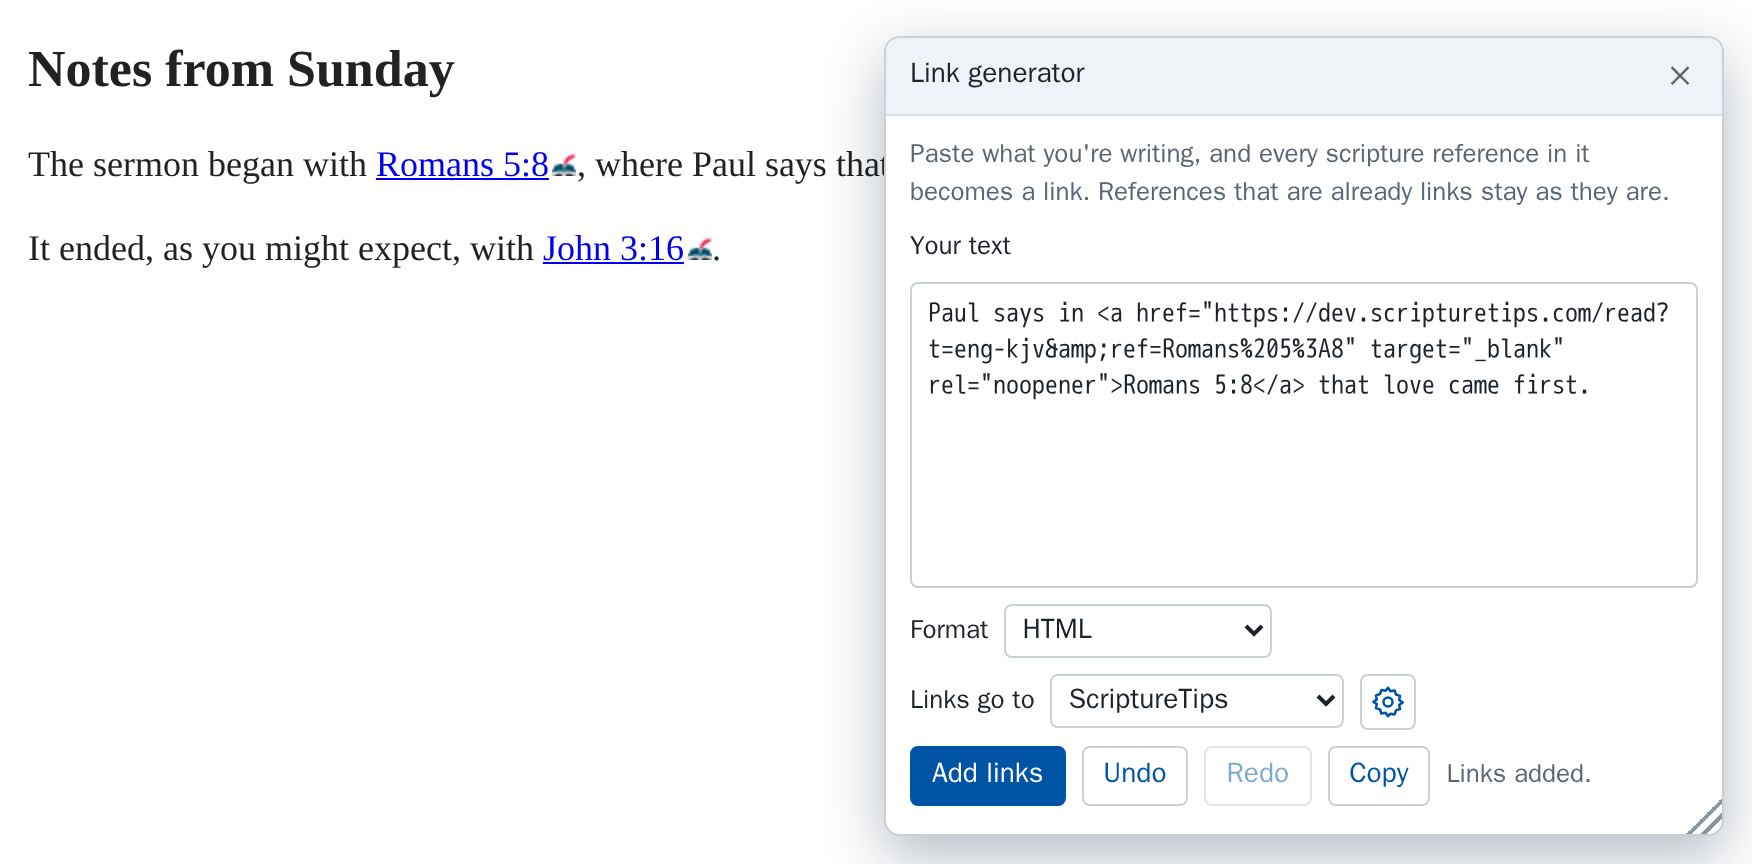 Notes from Sunday
The sermon began with Romans 5:8, where Paul says that
It ended, as you might expect, with John 3:16.
Link generator
Paste what you're writing, and every scripture reference in it
becomes a link. References that are already links stay as they are.
Your text
Paul says in <a href="https://dev.scripturetips.com/read?
t=eng-kjv&amp;ref=Romans%205%3A8" target="_blank"
rel="noopener">Romans 5:8</a> that love came first.
Format HTML
Links go to ScriptureTips
Add links Undo Redo Copy Links added.